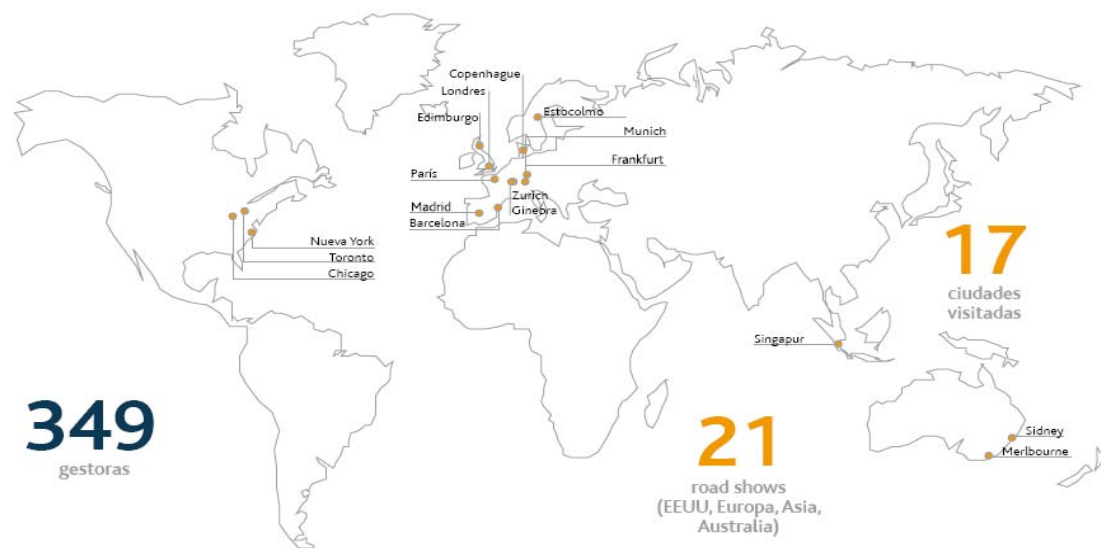 Copenhague
Londres
Edimburgo
Estocolmo
Munich
Frankfurt
París
Zurich
Madrid
Ginebra
Barcelona
Nueva York
Toronto
Chicago
17
ciudades
visitadas
Singapur
349
gestoras
21
road shows
(EEUU, Europa, Asia,
Australia)
Sidney
Merlbourne